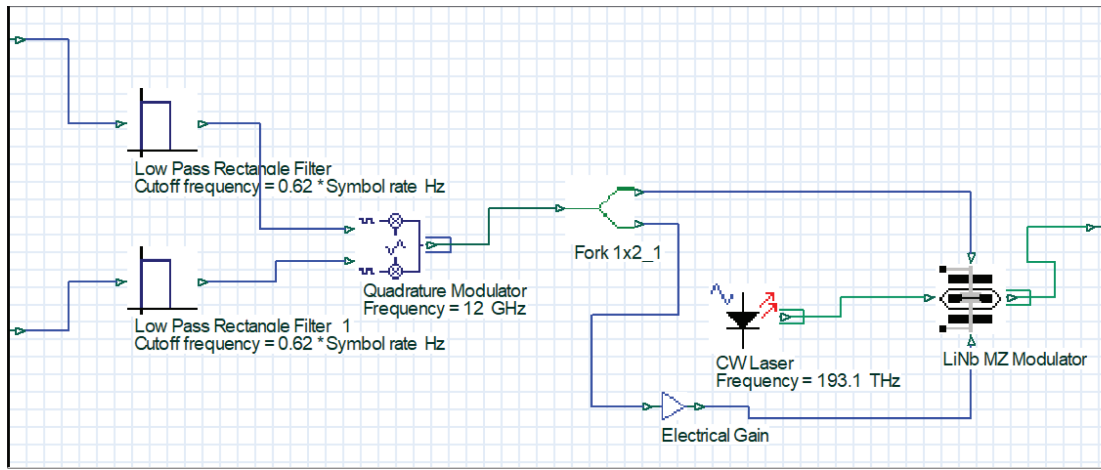 Low Pass Rectangle Filter
Cutoff frequency = 0.62 * Symbol rate Hz
Fork 1x2_1
Quadrature Modulator
Frequency = 12 GHz
Low Pass Rectangle Filter_1
Cutoff frequency = 0.62 * Symbol rate Hz
CW Laser
Frequency = 193.1 THz
LiNb MZ Modulator
Electrical Gain